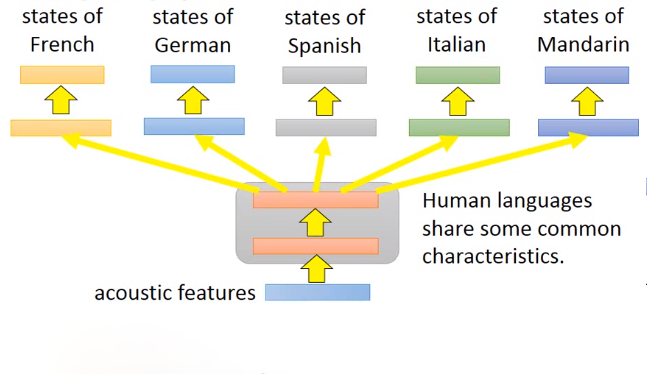 states of
French
states of
German
states of
Spanish
states of
Italian
states of
Mandarin
Human languages
share some common
characteristics.
acoustic features